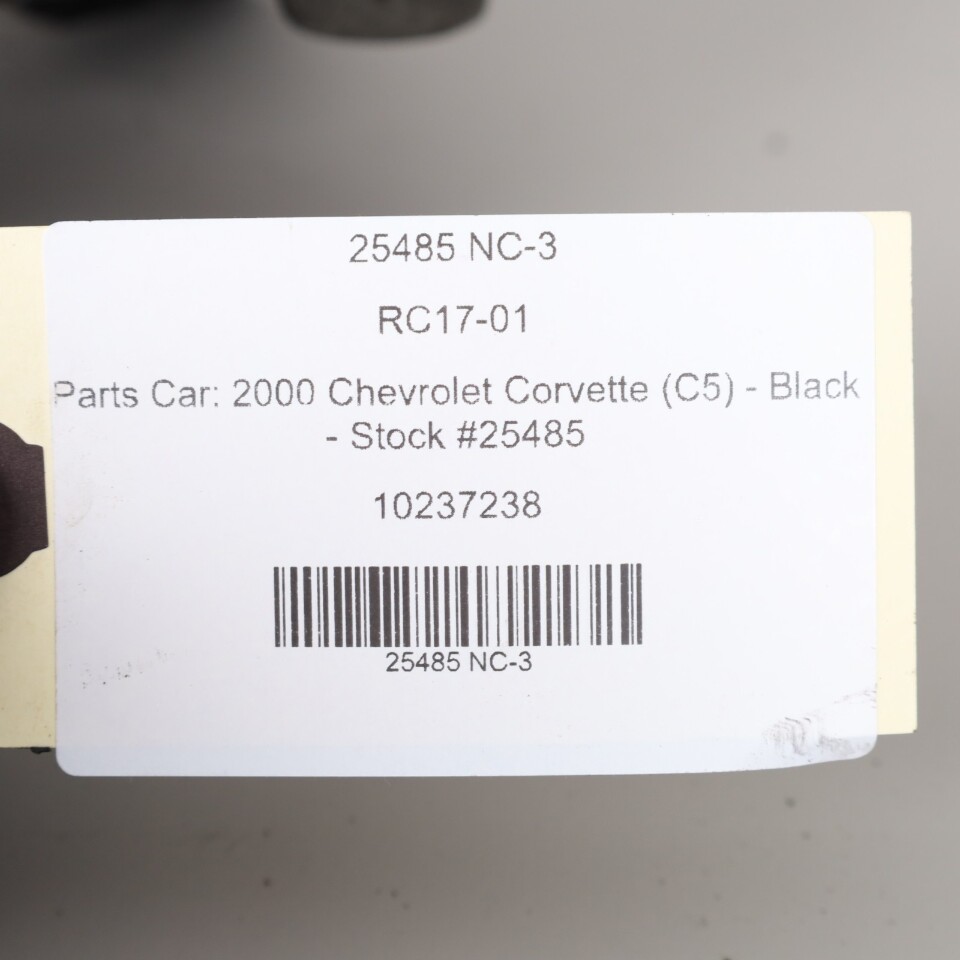 25485 NC-3
RC17-01
Parts Car: 2000 Chevrolet Corvette (C5) - Black
- Stock #25485
10237238
25485 NC-3